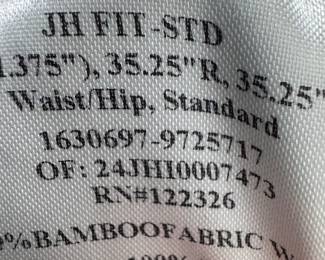 JH FIT-STD
1.375"), 35.25"R, 35.25"
Waist/Hip, Standard
1630697-9725717
OF: 24JHI0007473
RN#122326
%BAMBOOFABRIC W
100%